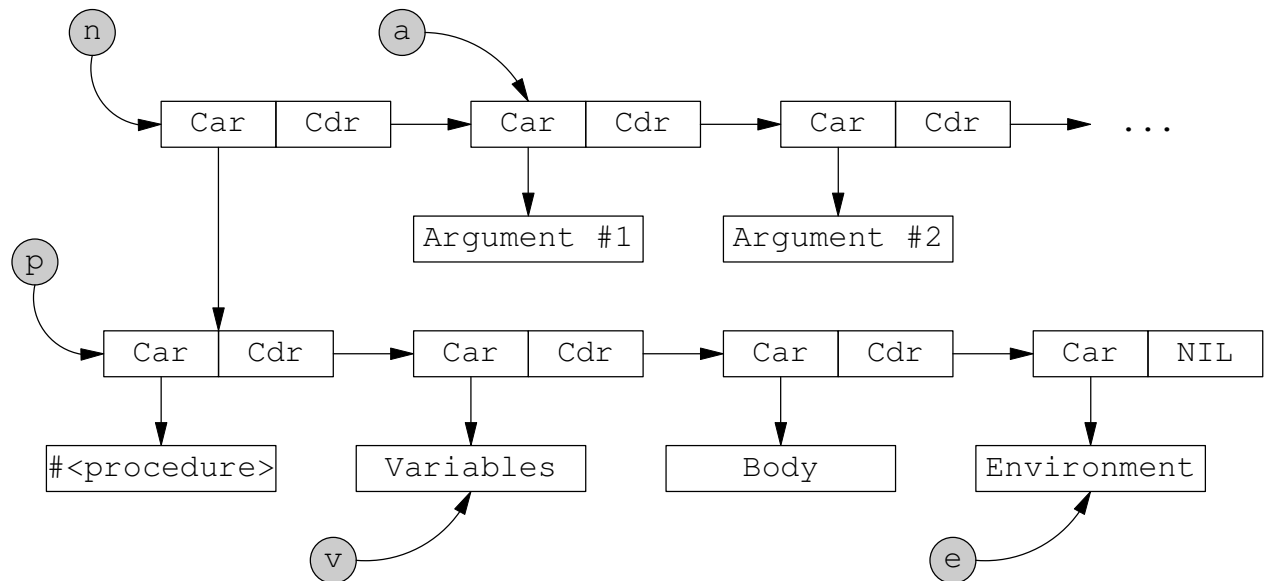 n a
Car Cdr Car Cdr Car Cdr ...
Argument #1 Argument #2
p
Car Cdr Car Cdr Car Cdr Car NIL
#<procedure> Variables Body Environment
v e